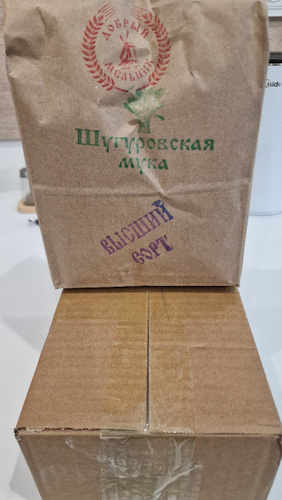 ДОБРЫЙ
МЕЛЬНИК
Шугуровская
мука
ВЫСШИЙ
СОРТ